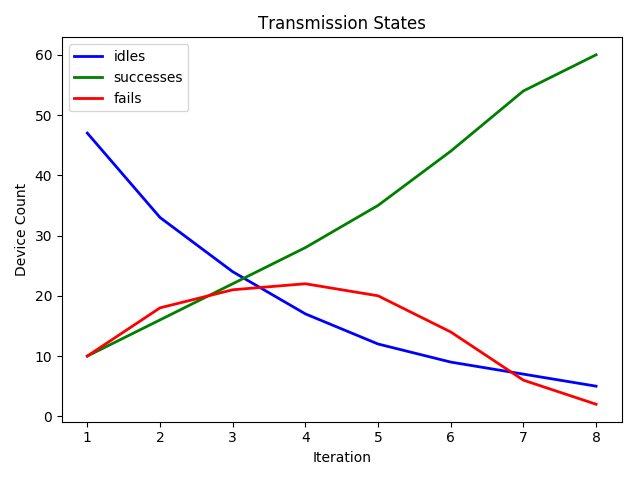 Transmission States
idles
successes
fails
Device Count
60
50
40
30
20
10
0
1 2 3 4 5 6 7 8
Iteration